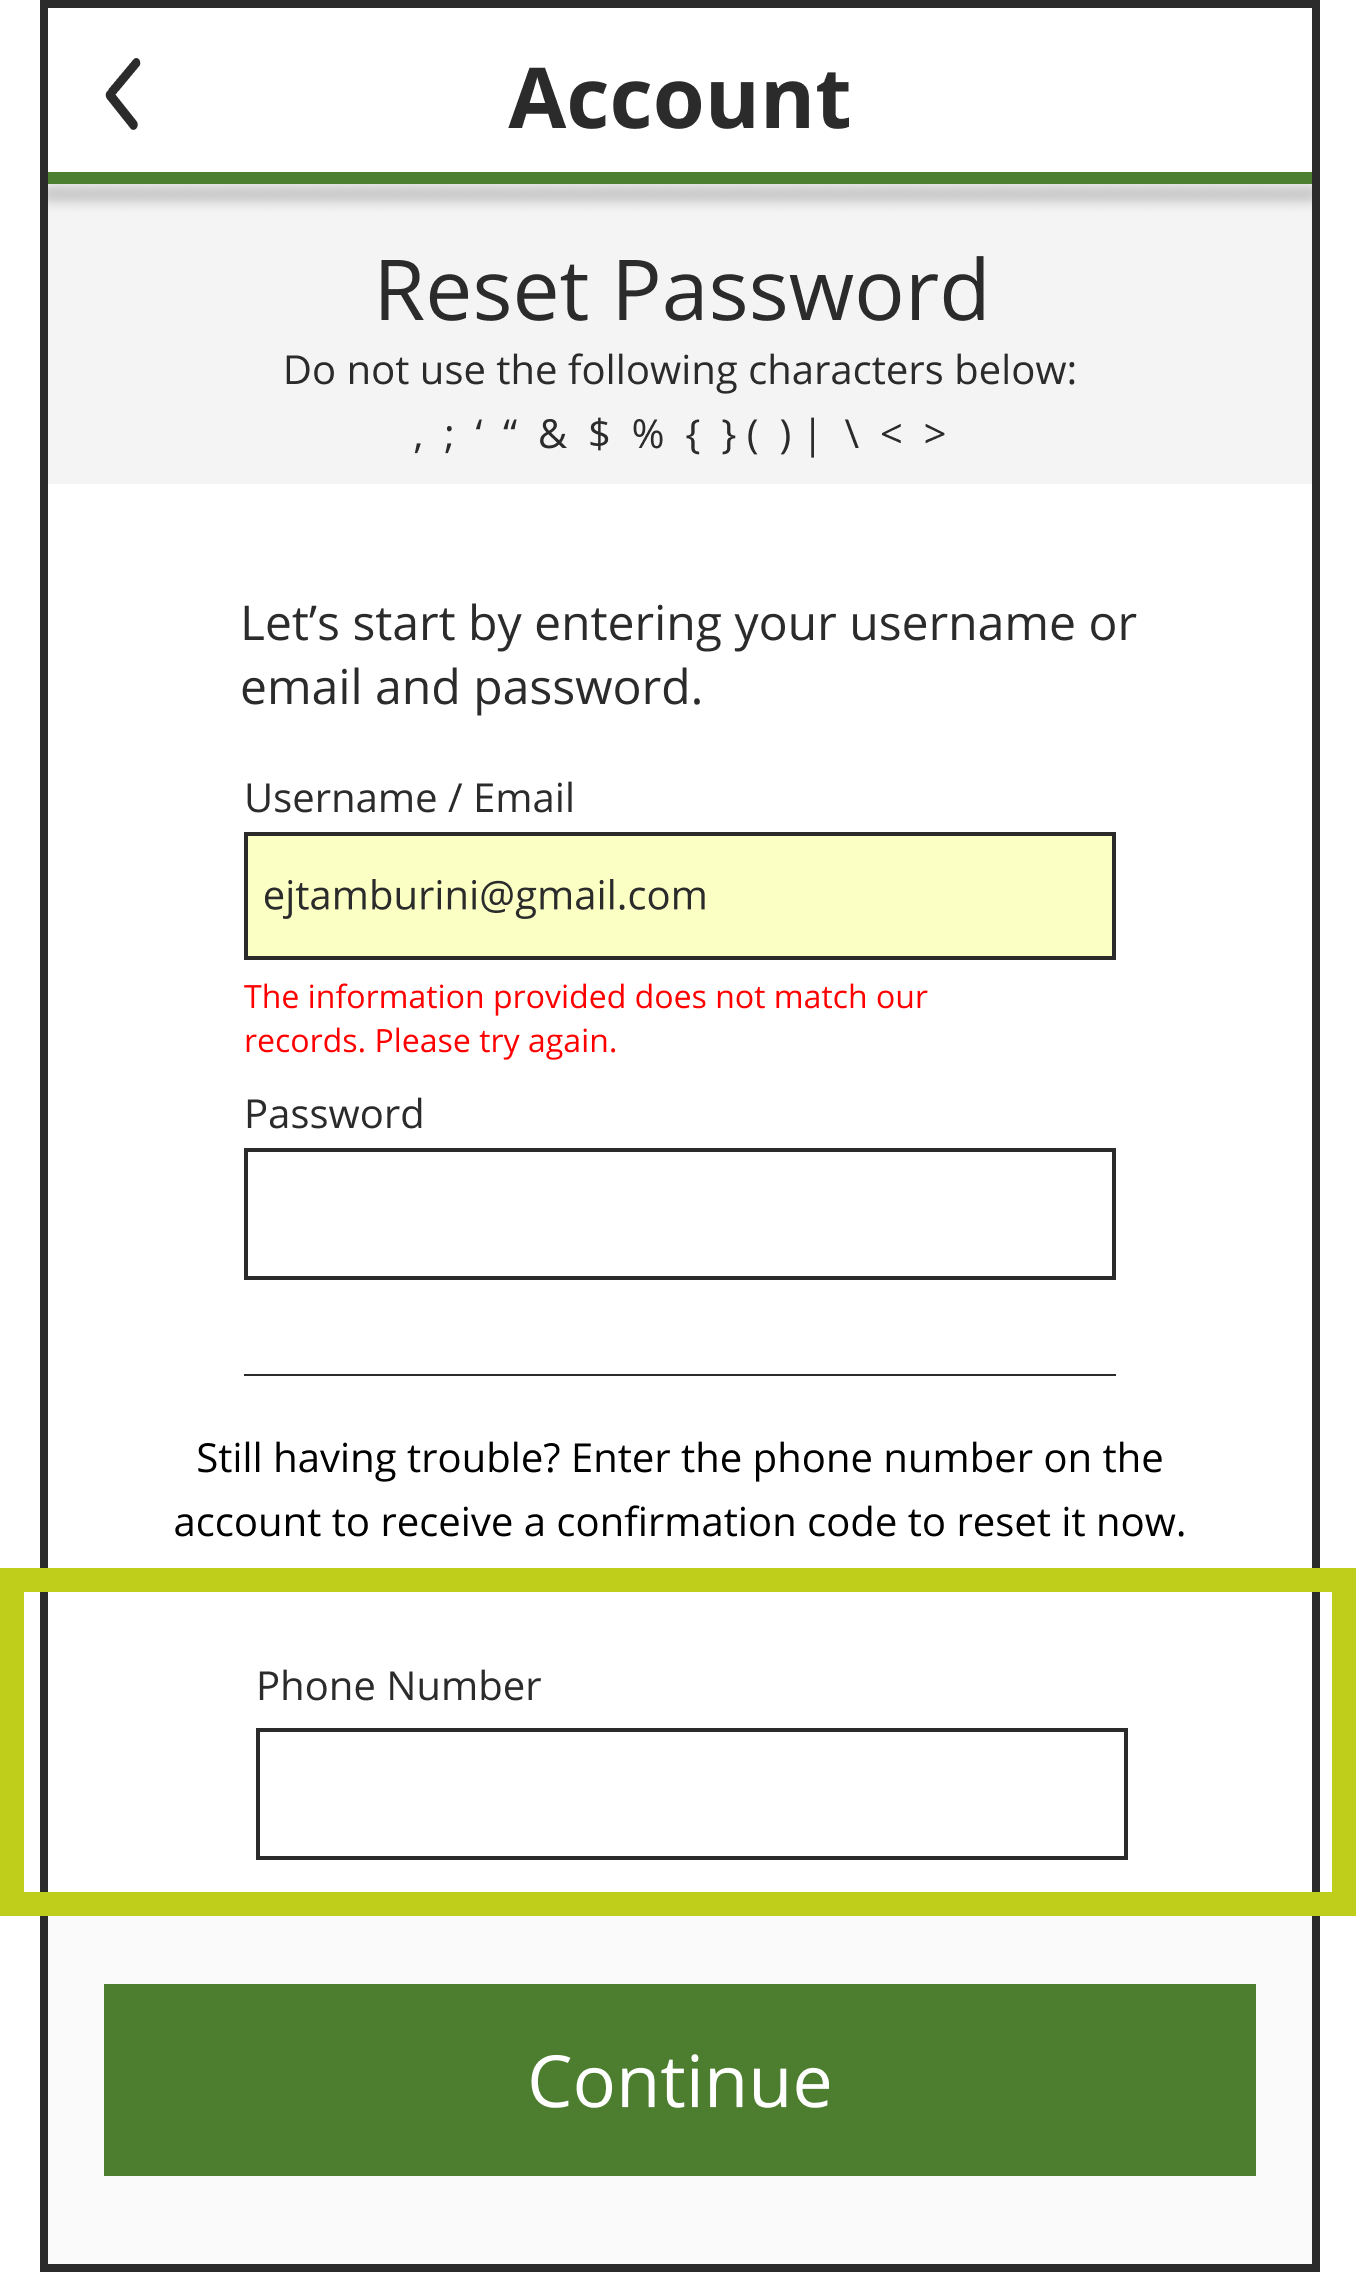 Account
Reset Password
Do not use the following characters below:
, ; ‘ “ & $ % { } ( ) | \ < >
Let’s start by entering your username or
email and password.
Username / Email
ejtamburini@gmail.com
The information provided does not match our
records. Please try again.
Password
Still having trouble? Enter the phone number on the
account to receive a confirmation code to reset it now.
Phone Number
Continue